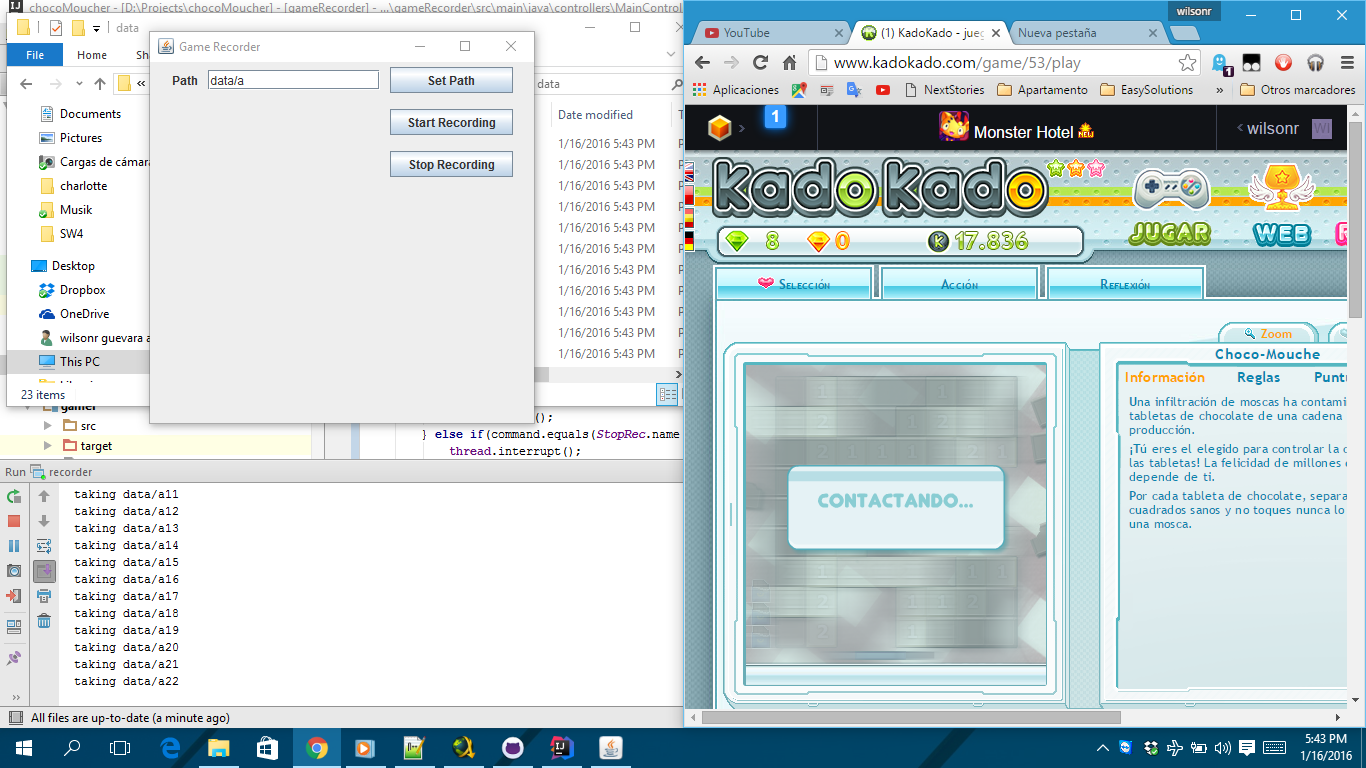 chocoMoucher - [D:\Projects\chocoMoucher] - [gameRecorder] - ...\gameRecorder\src\main\java\controllers\MainControl
data
File
Home
data
Documents
Pictures
Cargas de cámara
charlotte
Musik
SW4
Desktop
Dropbox
OneDrive
wilsonr guevara a
This PC
23 items
Date modified
1/16/2016 5:43 PM
1/16/2016 5:43 PM
1/16/2016 5:43 PM
1/16/2016 5:43 PM
1/16/2016 5:43 PM
1/16/2016 5:43 PM
1/16/2016 5:43 PM
1/16/2016 5:43 PM
1/16/2016 5:43 PM
1/16/2016 5:43 PM
1/16/2016 5:43 PM
Game Recorder
Path
data/a
Set Path
Start Recording
Stop Recording
src
target
();
} else if(command.equals(StopRec.name
thread.interrupt();
Run recorder
taking data/a11
taking data/a12
taking data/a13
taking data/a14
taking data/a15
taking data/a16
taking data/a17
taking data/a18
taking data/a19
taking data/a20
taking data/a21
taking data/a22
All files are up-to-date (a minute ago)
wilsonr
YouTube
(1) KadoKado - jueg
Nueva pestaña
www.kadokado.com/game/53/play
1
Aplicaciones
NextStories
Apartamento
EasySolutions
»
Otros marcadores
1
Monster Hotel NEW
wilsonr
WI
kadokado
8
0
K 17.836
JUGAR
WEB
Selección
Acción
Reflexión
Zoom
Choco-Mouche
Información
Reglas
Puntu
Una infiltración de moscas ha contami
tabletas de chocolate de una cadena
producción.
¡Tú eres el elegido para controlar la c
las tabletas! La felicidad de millones
depende de ti.
Por cada tableta de chocolate, separa
cuadrados sanos y no toques nunca lo
una mosca.
CONTACTANDO...
5:43 PM
1/16/2016